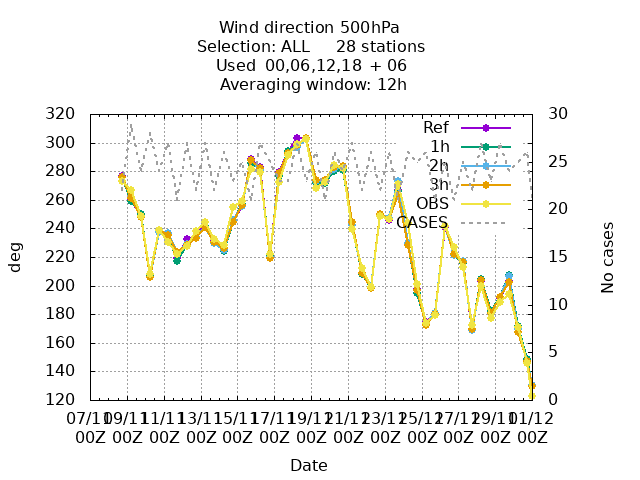 Wind direction 500hPa
Selection: ALL 28 stations
Used 00,06,12,18 + 06
Averaging window: 12h
320
300
280
260
240
220
200
180
160
140
120
30
25
20
15
10
5
0
Ref
1h
2h
3h
OBS
CASES
deg
No cases
07/11 09/11 11/11 13/11 15/11 17/11 19/11 21/11 23/11 25/11 27/11 29/11 01/12
00Z 00Z 00Z 00Z 00Z 00Z 00Z 00Z 00Z 00Z 00Z 00Z 00Z
Date